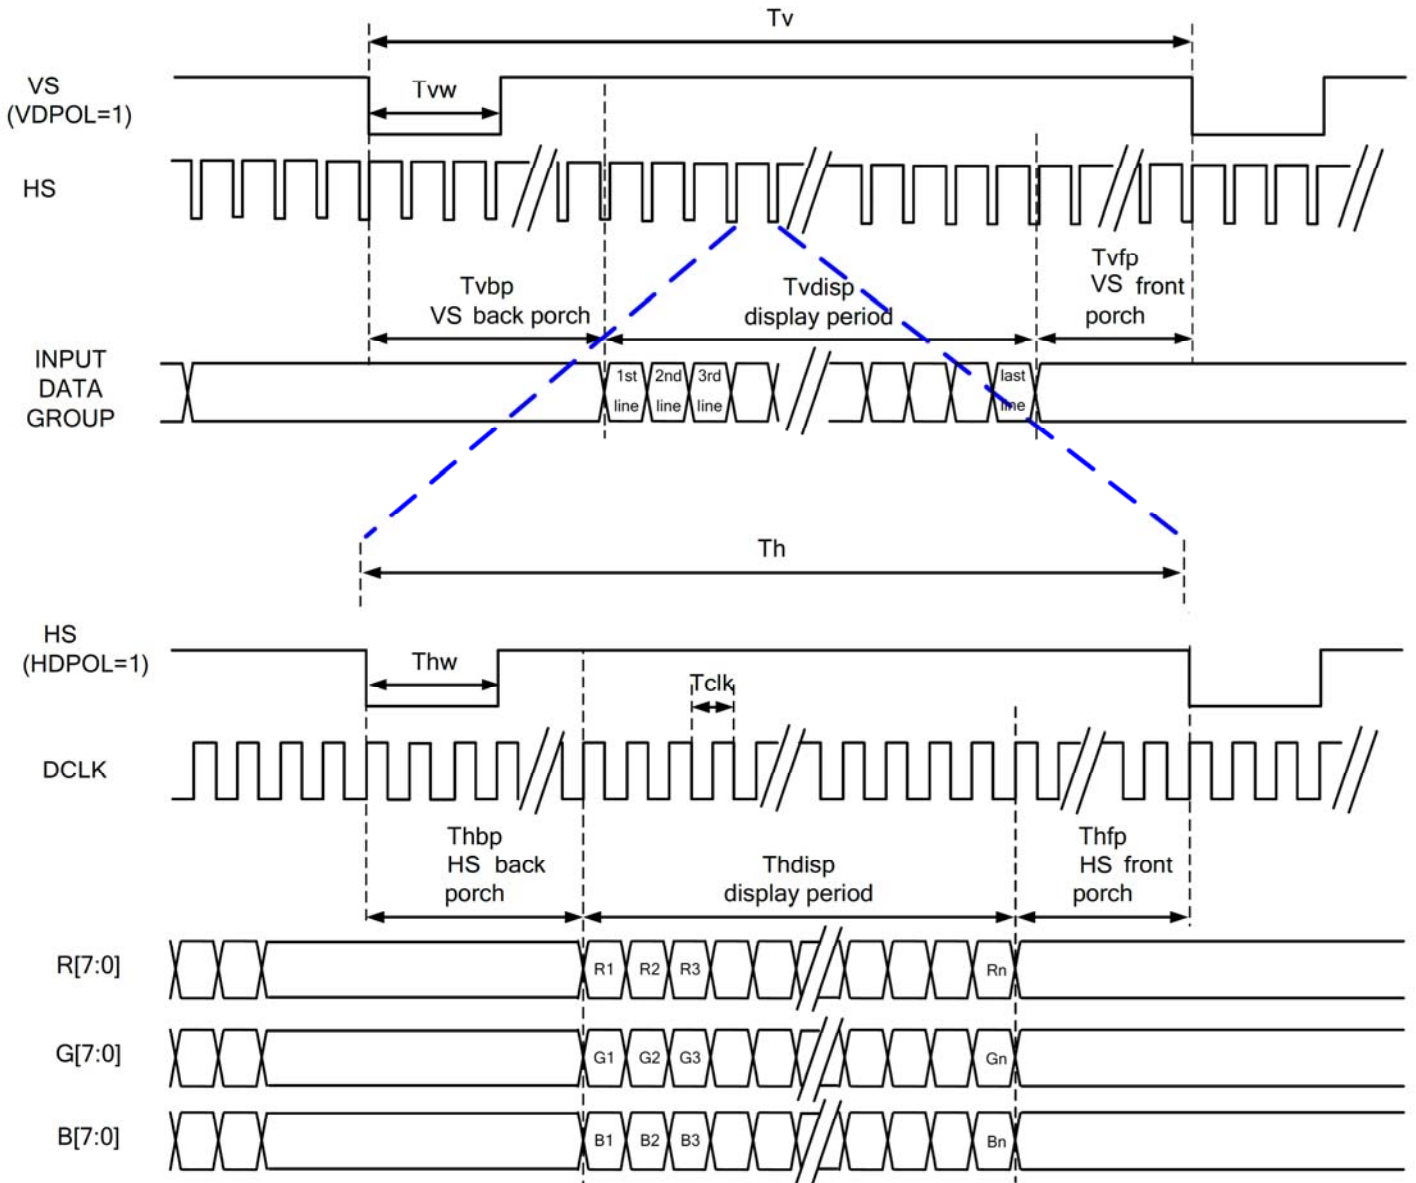 Tv
VS
(VDPOL=1)
Tvw
HS
Tvbp
VS back porch
Tvdisp
display period
Tvfp
VS front
porch
INPUT
DATA
GROUP
1st
line
2nd
line
3rd
line
last
line
Th
HS
(HDPOL=1)
Thw
Tclk
DCLK
Thbp
HS back
porch
Thdisp
display period
Thfp
HS front
porch
R[7:0]
R1
R2
R3
Rn
G[7:0]
G1
G2
G3
Gn
B[7:0]
B1
B2
B3
Bn